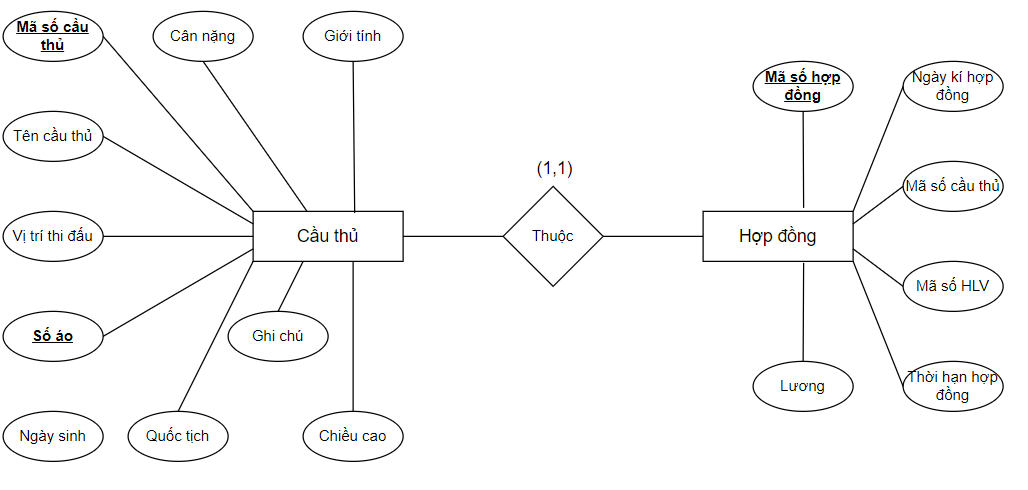 Mã số cầu
thủ
Cân nặng
Giới tính
Mã số hợp
đồng
Ngày kí hợp
đồng
Tên cầu thủ
(1,1)
Mã số cầu thủ
Vị trí thi đấu
Cầu thủ
Thuộc
Hợp đồng
Mã số HLV
Số áo
Ghi chú
Lương
Thời hạn hợp
đồng
Ngày sinh
Quốc tịch
Chiều cao